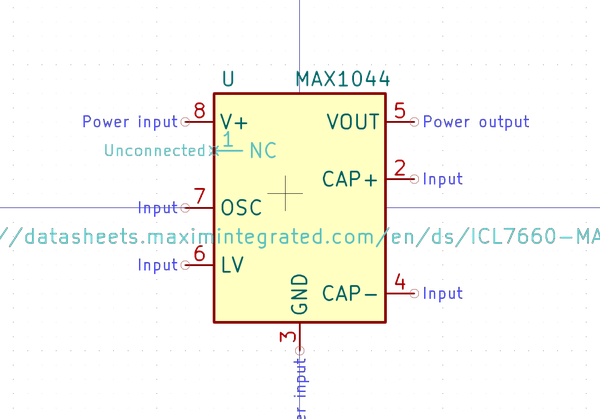 U MAX1044
8 5
Power input V+ VOUT Power output
1
Unconnected NC
2
CAP+ Input
7
Input OSC
//datasheets.maximintegrated.com/en/ds/ICL7660-MA
6
Input LV
4
GND CAP- Input
3
input